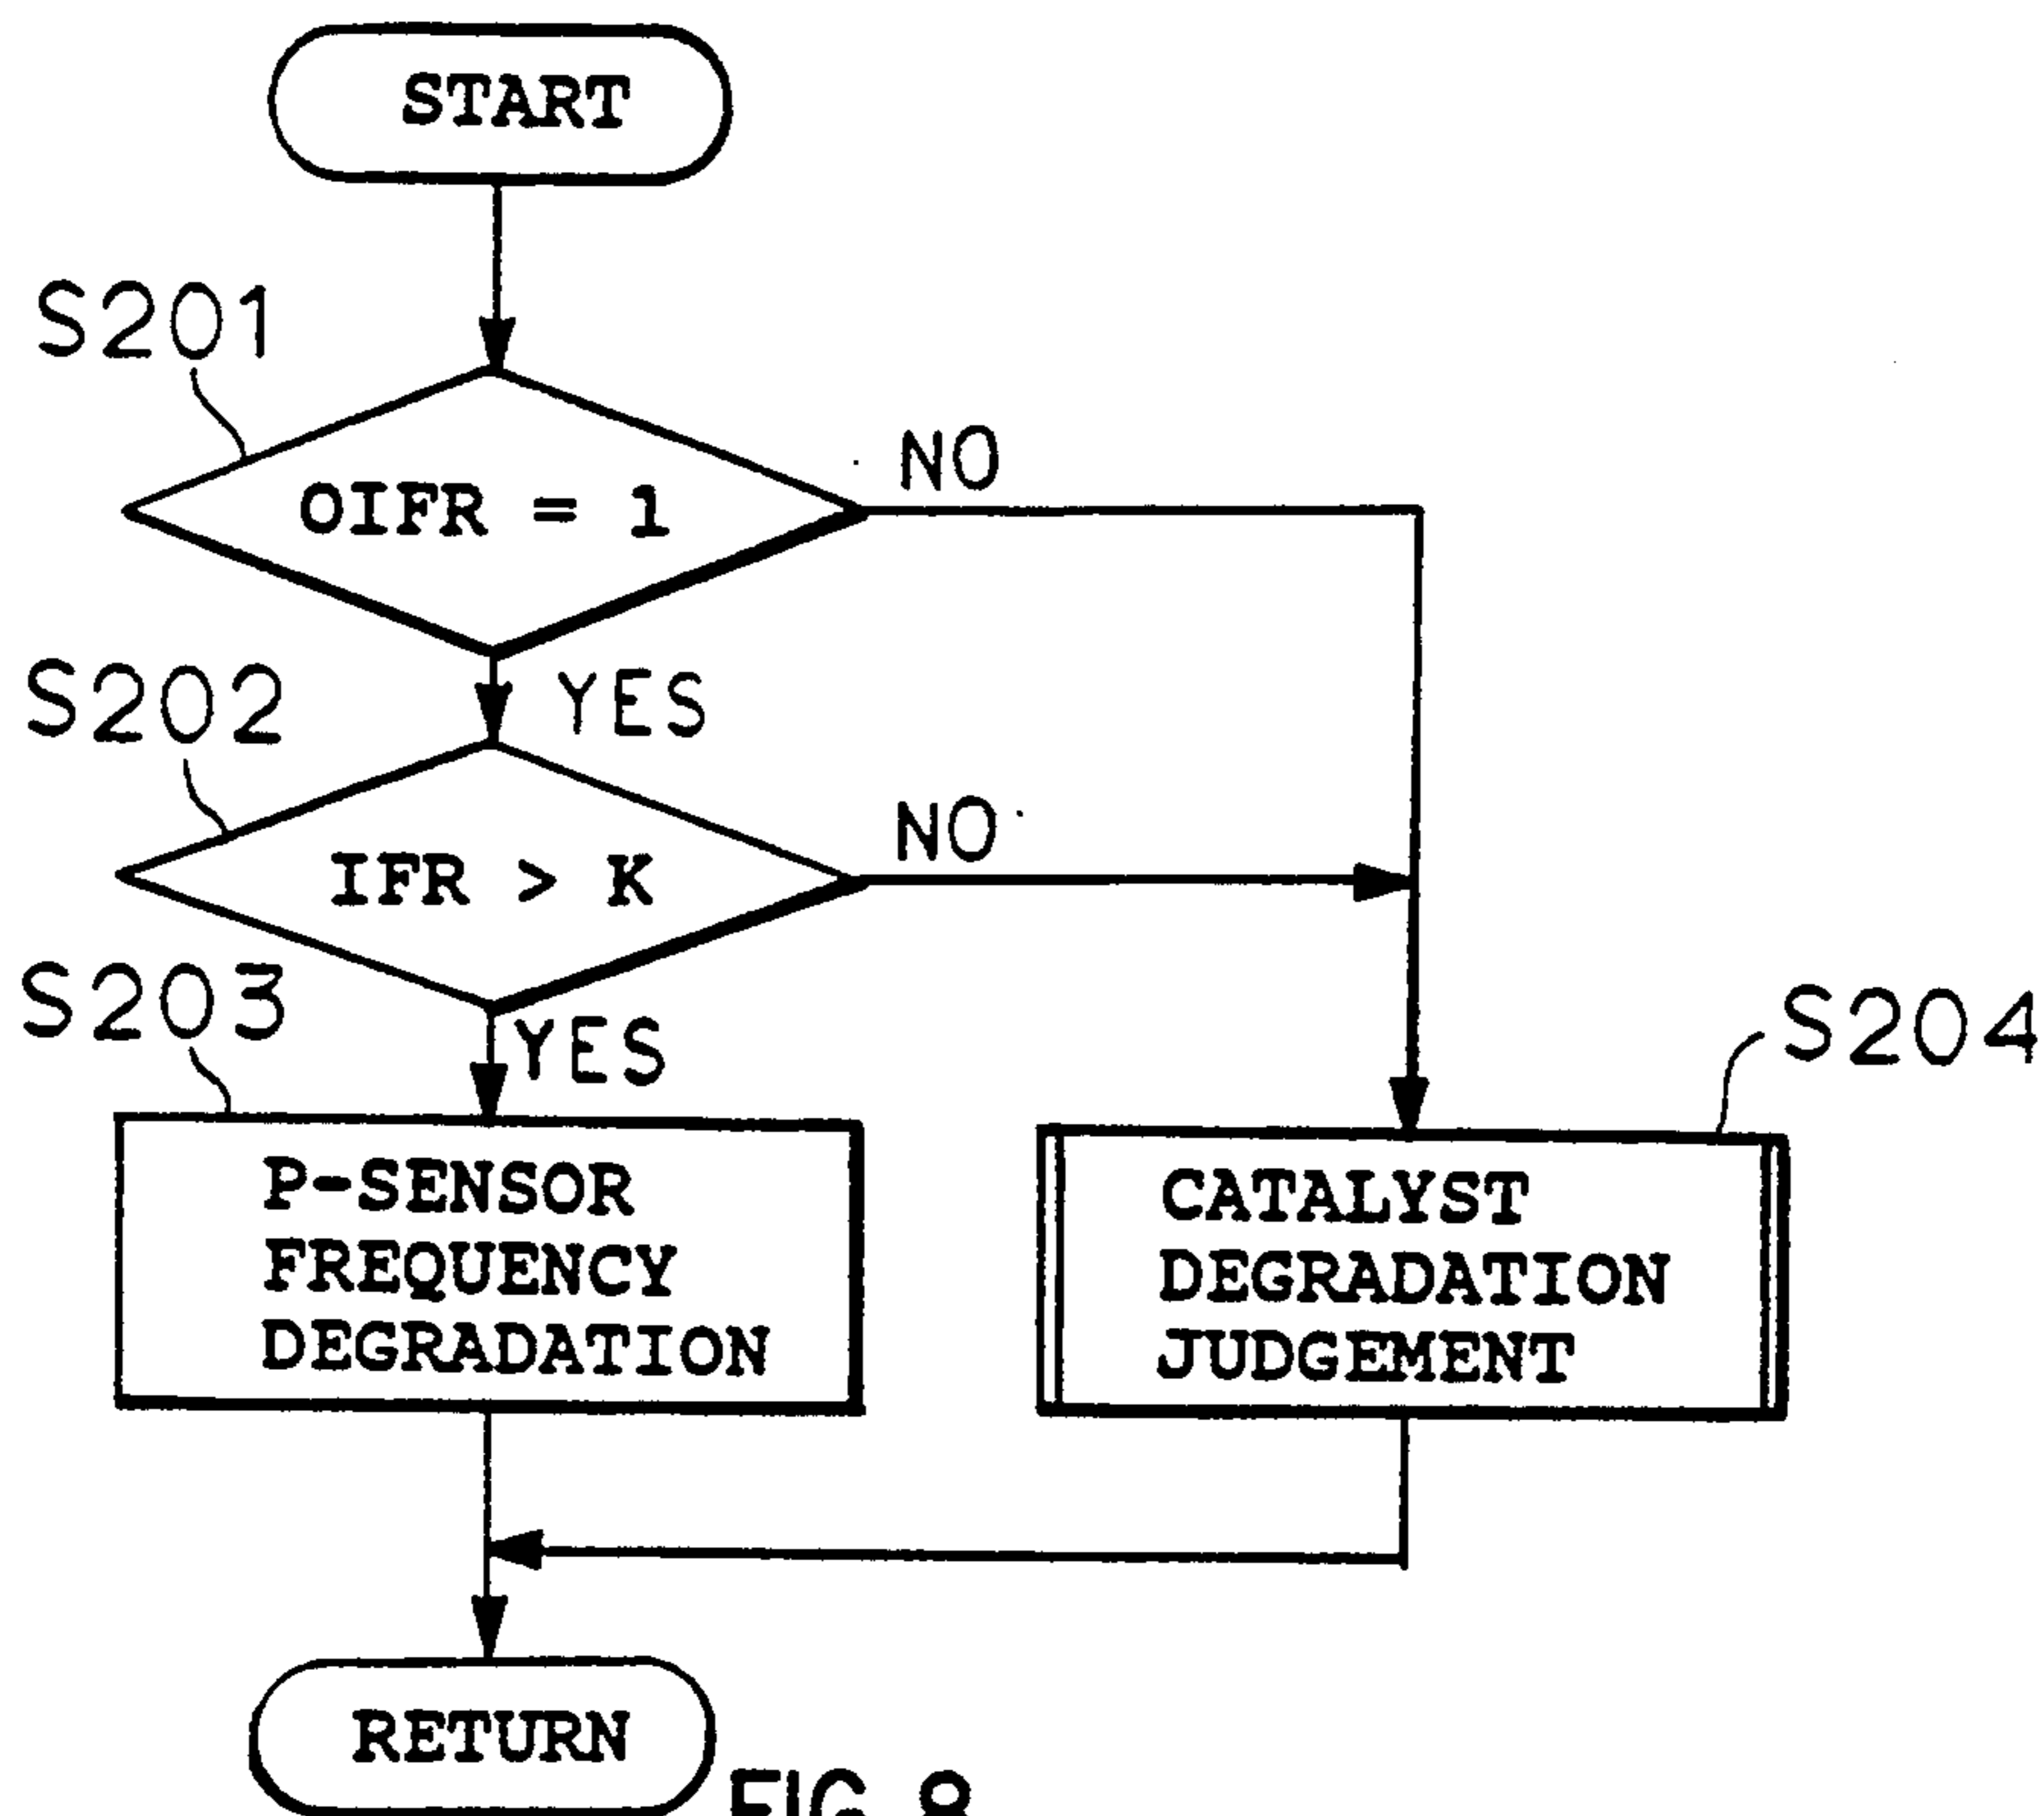 START
S201
OIFR = 1
NO
YES
S202
IFR > K
NO
YES
S203
P-SENSOR
FREQUENCY
DEGRADATION
S204
CATALYST
DEGRADATION
JUDGEMENT
RETURN
FIG. 8